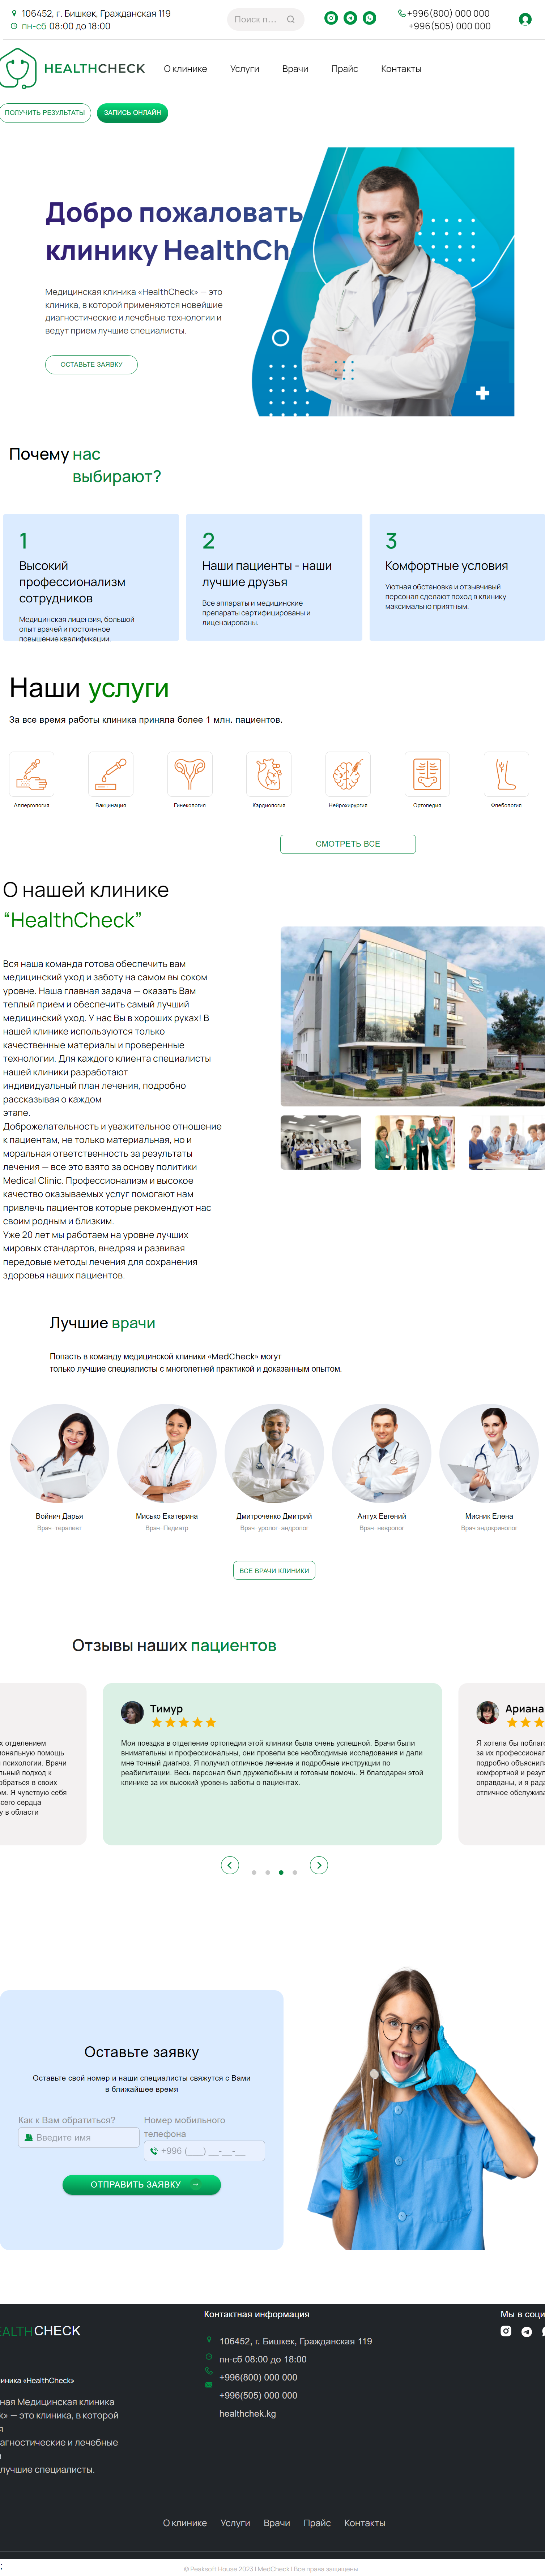 106452, г. Бишкек, Гражданская 119
Поиск п...
+996(800) 000 000
пн-сб 08:00 до 18:00
+996(505) 000 000
HEALTHCHECK
О клинике
Услуги
Врачи
Прайс
Контакты
ПОЛУЧИТЬ РЕЗУЛЬТАТЫ
ЗАПИСЬ ОНЛАЙН
Добро пожаловать
клинику HealthChe
Медицинская клиника «HealthCheck» — это
клиника, в которой применяются новейшие
диагностические и лечебные технологии и
ведут прием лучшие специалисты.
ОСТАВЬТЕ ЗАЯВКУ
Почему нас
выбирают?
1
Высокий
профессионализм
сотрудников
Медицинская лицензия, большой
опыт врачей и постоянное
повышение квалификации.
2
Наши пациенты - наши
лучшие друзья
Все аппараты и медицинские
препараты сертифицированы и
лицензированы.
3
Комфортные условия
Уютная обстановка и отзывчивый
персонал сделают поход в клинику
максимально приятным.
Наши услуги
За все время работы клиника приняла более 1 млн. пациентов.
Аллергология
Вакцинация
Гинекология
Кардиология
Нейрохирургия
Ортопедия
Флебология
СМОТРЕТЬ ВСЕ
О нашей клинике
“HealthCheck”
Вся наша команда готова обеспечить вам
медицинский уход и заботу на самом вы соком
уровне. Наша главная задача — оказать Вам
теплый прием и обеспечить самый лучший
медицинский уход. У нас Вы в хороших руках! В
нашей клинике используются только
качественные материалы и проверенные
технологии. Для каждого клиента специалисты
нашей клиники разработают
индивидуальный план лечения, подробно
рассказывая о каждом
этапе.
Доброжелательность и уважительное отношение
к пациентам, не только материальная, но и
моральная ответственность за результаты
лечения — все это взято за основу политики
Medical Clinic. Профессионализм и высокое
качество оказываемых услуг помогают нам
привлечь пациентов которые рекомендуют нас
своим родным и близким.
Уже 20 лет мы работаем на уровне лучших
мировых стандартов, внедряя и развивая
передовые методы лечения для сохранения
здоровья наших пациентов.
Лучшие врачи
Попасть в команду медицинской клиники «MedCheck» могут
только лучшие специалисты с многолетней практикой и доказанным опытом.
Войнич Дарья
Врач-терапевт
Мисько Екатерина
Врач-Педиатр
Дмитроченко Дмитрий
Врач-уролог-андролог
Антух Евгений
Врач-невролог
Мисник Елена
Врач эндокринолог
ВСЕ ВРАЧИ КЛИНИКИ
Отзывы наших пациентов
х отделением
иональную помощь
психологии. Врачи
льный подход к
обраться в своих
м. Я чувствую себя
сего сердца
у в области
Тимур
Моя поездка в отделение ортопедии этой клиники была очень успешной. Врачи были
внимательны и профессиональны, они провели все необходимые исследования и дали
мне точный диагноз. Я получил отличное лечение и подробные инструкции по
реабилитации. Весь персонал был дружелюбным и готовым помочь. Я благодарен этой
клинике за их высокий уровень заботы о пациентах.
Ариана
Я хотела бы поблаго
за их профессионал
подробно объяснил
комфортной и резул
оправданы, и я рада
отличное обслужива
Оставьте заявку
Оставьте свой номер и наши специалисты свяжутся с Вами
в ближайшее время
Как к Вам обратиться?
Введите имя
Номер мобильного
телефона
+996 (___) __-__-__
ОТПРАВИТЬ ЗАЯВКУ
EALTHCHECK
иника «HealthCheck»
ная Медицинская клиника
k» — это клиника, в которой
я
агностические и лечебные
и
лучшие специалисты.
Контактная информация
106452, г. Бишкек, Гражданская 119
пн-сб 08:00 до 18:00
+996(800) 000 000
+996(505) 000 000
healthchek.kg
Мы в соци
О клинике
Услуги
Врачи
Прайс
Контакты
;
© Peaksoft House 2023 | MedCheck | Все права защищены